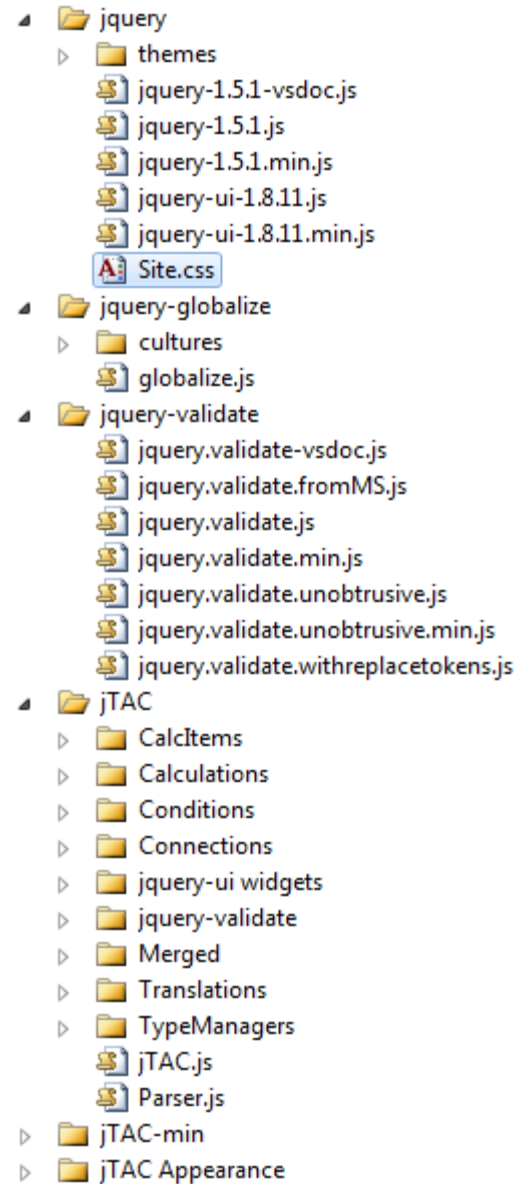 jquery
themes
jquery-1.5.1-vsdoc.js
jquery-1.5.1.js
jquery-1.5.1.min.js
jquery-ui-1.8.11.js
jquery-ui-1.8.11.min.js
Site.css
jquery-globalize
cultures
globalize.js
jquery-validate
jquery.validate-vsdoc.js
jquery.validate.fromMS.js
jquery.validate.js
jquery.validate.min.js
jquery.validate.unobtrusive.js
jquery.validate.unobtrusive.min.js
jquery.validate.withreplacetokens.js
jTAC
CalcItems
Calculations
Conditions
Connections
jquery-ui widgets
jquery-validate
Merged
Translations
TypeManagers
jTAC.js
Parser.js
jTAC-min
jTAC Appearance